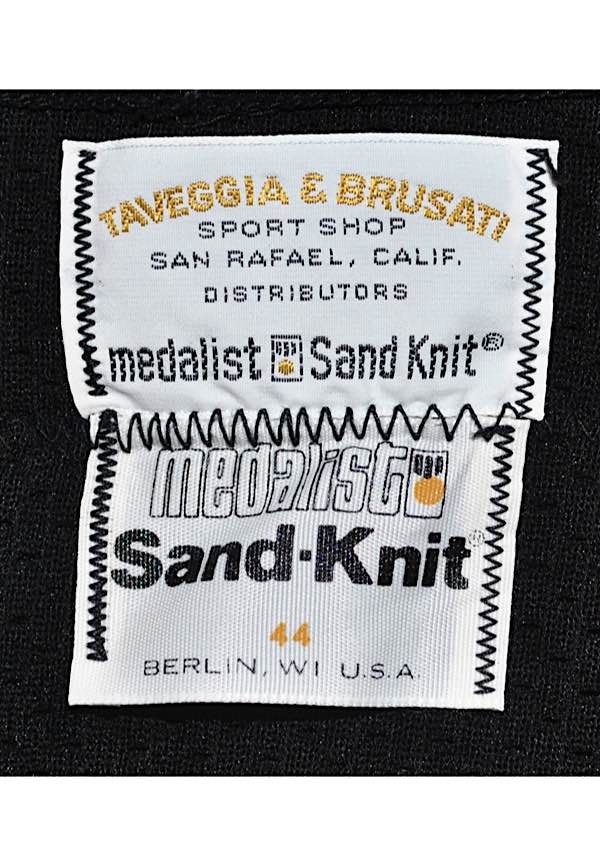 TAVEGGIA & BRUSATI
SPORT SHOP
SAN RAFAEL, CALIF.
DISTRIBUTORS
medalist Sand Knit®
medalist
Sand-Knit®
44
BERLIN, WI U.S.A.